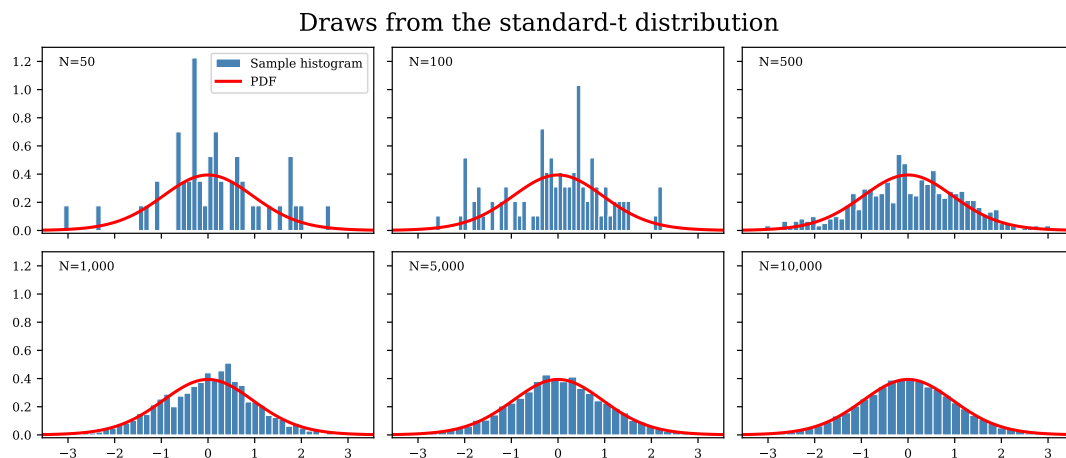 Draws from the standard-t distribution
N=50
Sample histogram
PDF
N=100
N=500
1.2
1.0
0.8
0.6
0.4
0.2
0.0
N=1,000
N=5,000
N=10,000
1.2
1.0
0.8
0.6
0.4
0.2
0.0
−3 −2 −1 0 1 2 3
−3 −2 −1 0 1 2 3
−3 −2 −1 0 1 2 3